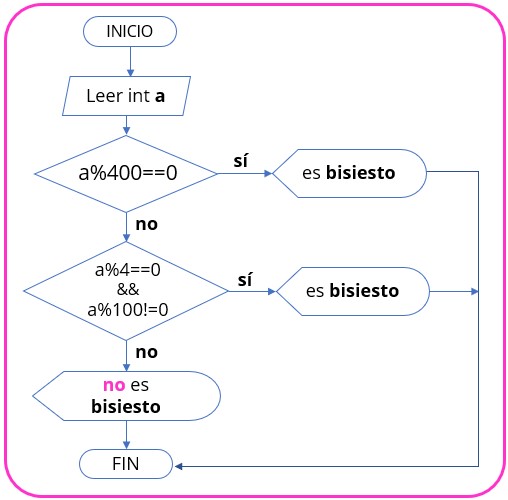 INICIO
Leer int a
a%400==0
sí
es bisiesto
no
a%4==0
&&
a%100!=0
sí
es bisiesto
no
no es
bisiesto
FIN